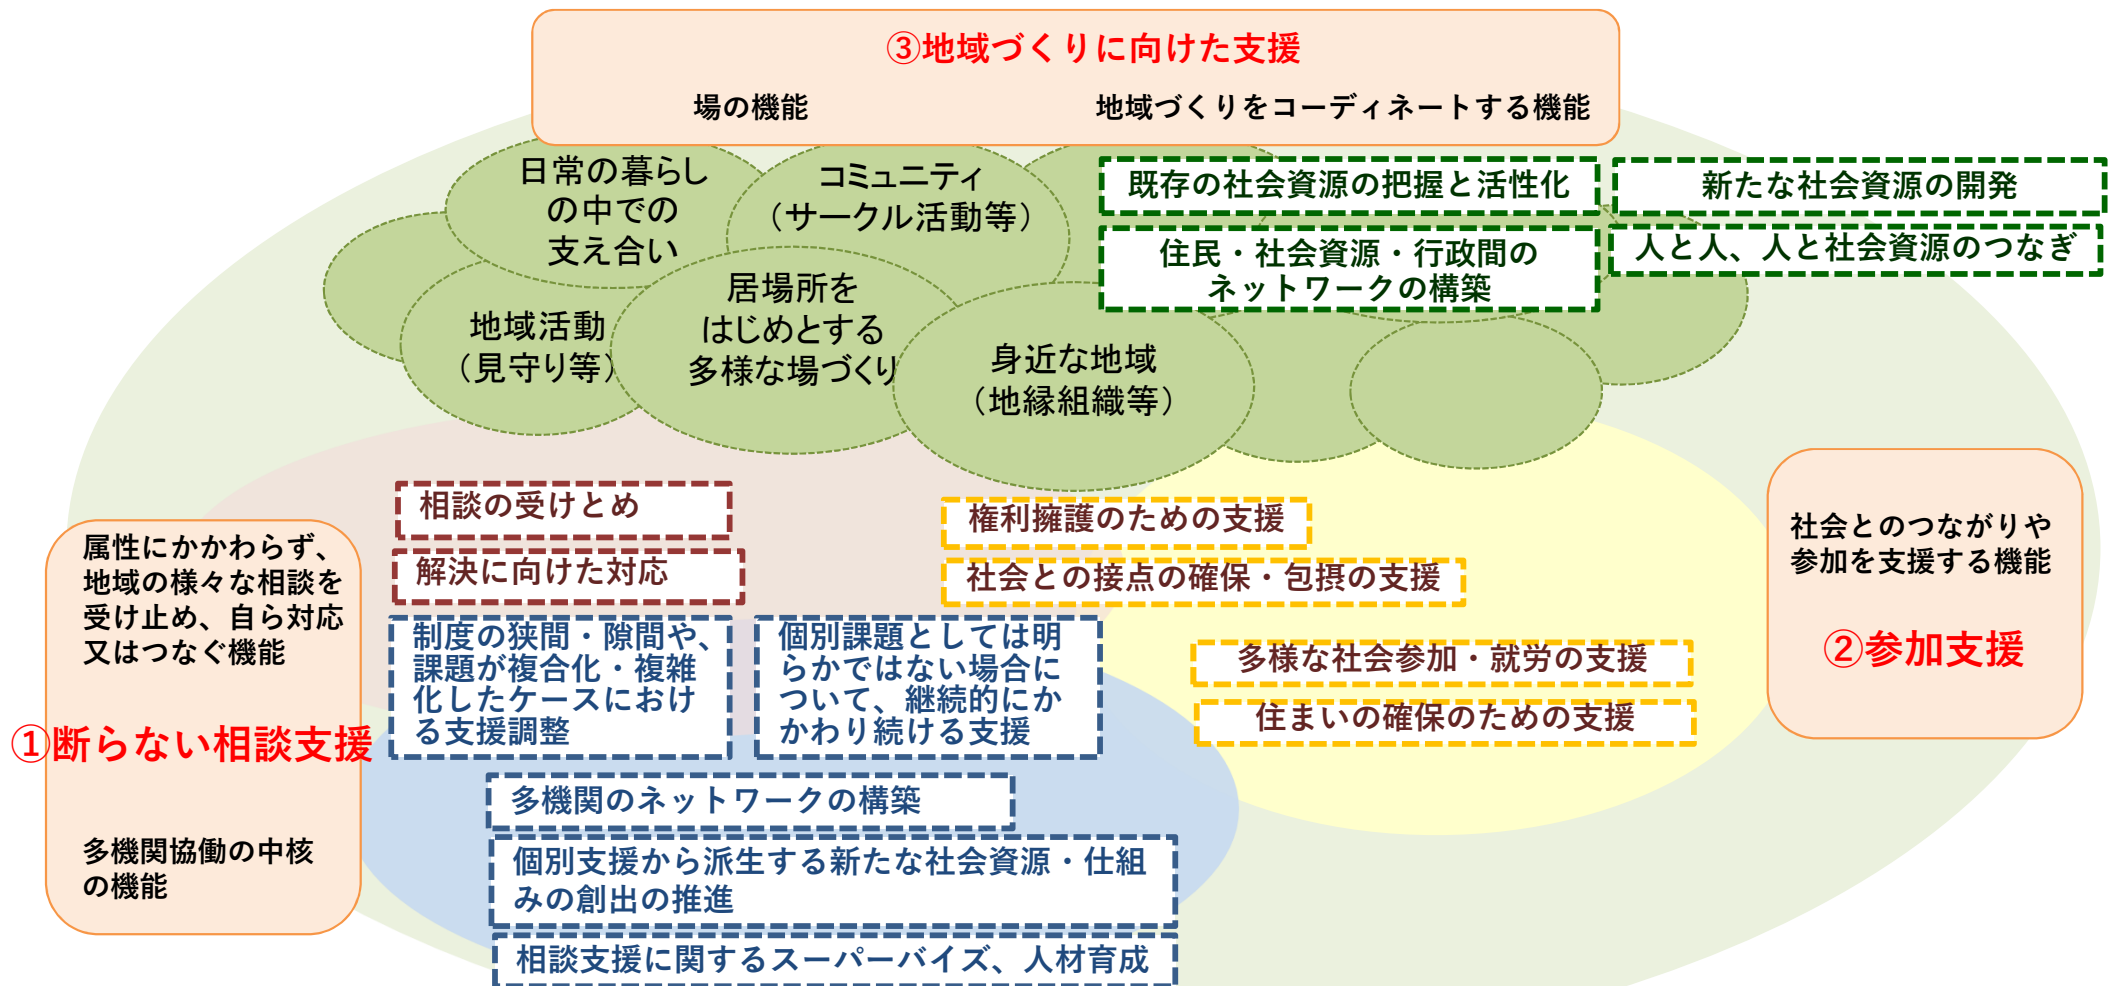 ③地域づくりに向けた支援
場の機能
地域づくりをコーディネートする機能
日常の暮らし
の中での
支え合い
コミュニティ
（サークル活動等）
既存の社会資源の把握と活性化
新たな社会資源の開発
住民・社会資源・行政間の
ネットワークの構築
人と人、人と社会資源のつなぎ
地域活動
（見守り等）
居場所を
はじめとする
多様な場づくり
身近な地域
（地縁組織等）
相談の受けとめ
解決に向けた対応
権利擁護のための支援
社会との接点の確保・包摂の支援
社会とのつながりや
参加を支援する機能
②参加支援
属性にかかわらず、
地域の様々な相談を
受け止め、自ら対応
又はつなぐ機能
①断らない相談支援
多機関協働の中核
の機能
制度の狭間・隙間や、
課題が複合化・複雑
化したケースにおけ
る支援調整
個別課題としては明
らかではない場合に
ついて、継続的にか
かわり続ける支援
多様な社会参加・就労の支援
住まいの確保のための支援
多機関のネットワークの構築
個別支援から派生する新たな社会資源・仕組
みの創出の推進
相談支援に関するスーパーバイズ、人材育成